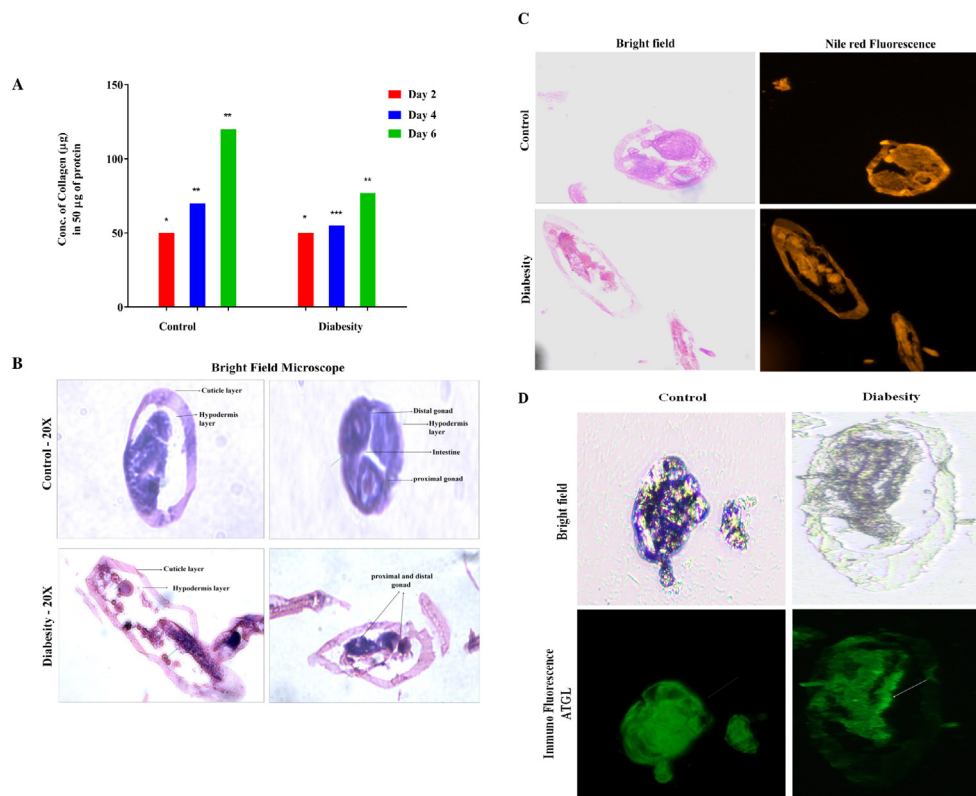 A
150
100
50
0
Conc. of Collagen (µg)
in 50 µg of protein
Day 2
Day 4
Day 6
*
**
**
*
***
**
Control
Diabesity
B
Bright Field Microscope
Control - 20X
Cuticle layer
Hypodermis
layer
Distal gonad
Hypodermis
layer
Intestine
proximal gonad
Diabesity - 20X
Cuticle layer
Hypodermis layer
proximal and distal
gonad
C
Bright field
Nile red Fluorescence
Control
Diabesity
D
Control
Diabesity
Bright field
Immuno Fluorescence
ATGL